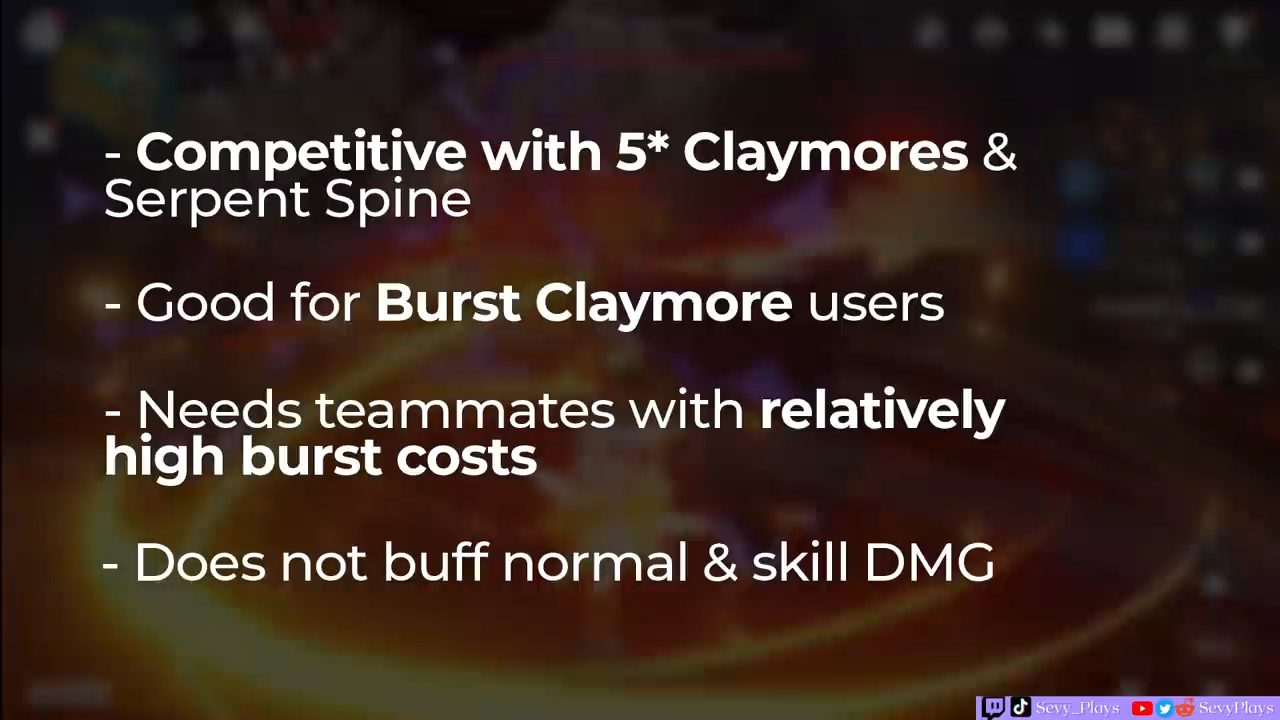 - Competitive with 5* Claymores &
Serpent Spine
- Good for Burst Claymore users
- Needs teammates with relatively
high burst costs
- Does not buff normal & skill DMG
Sevy_Plays SevyPlays